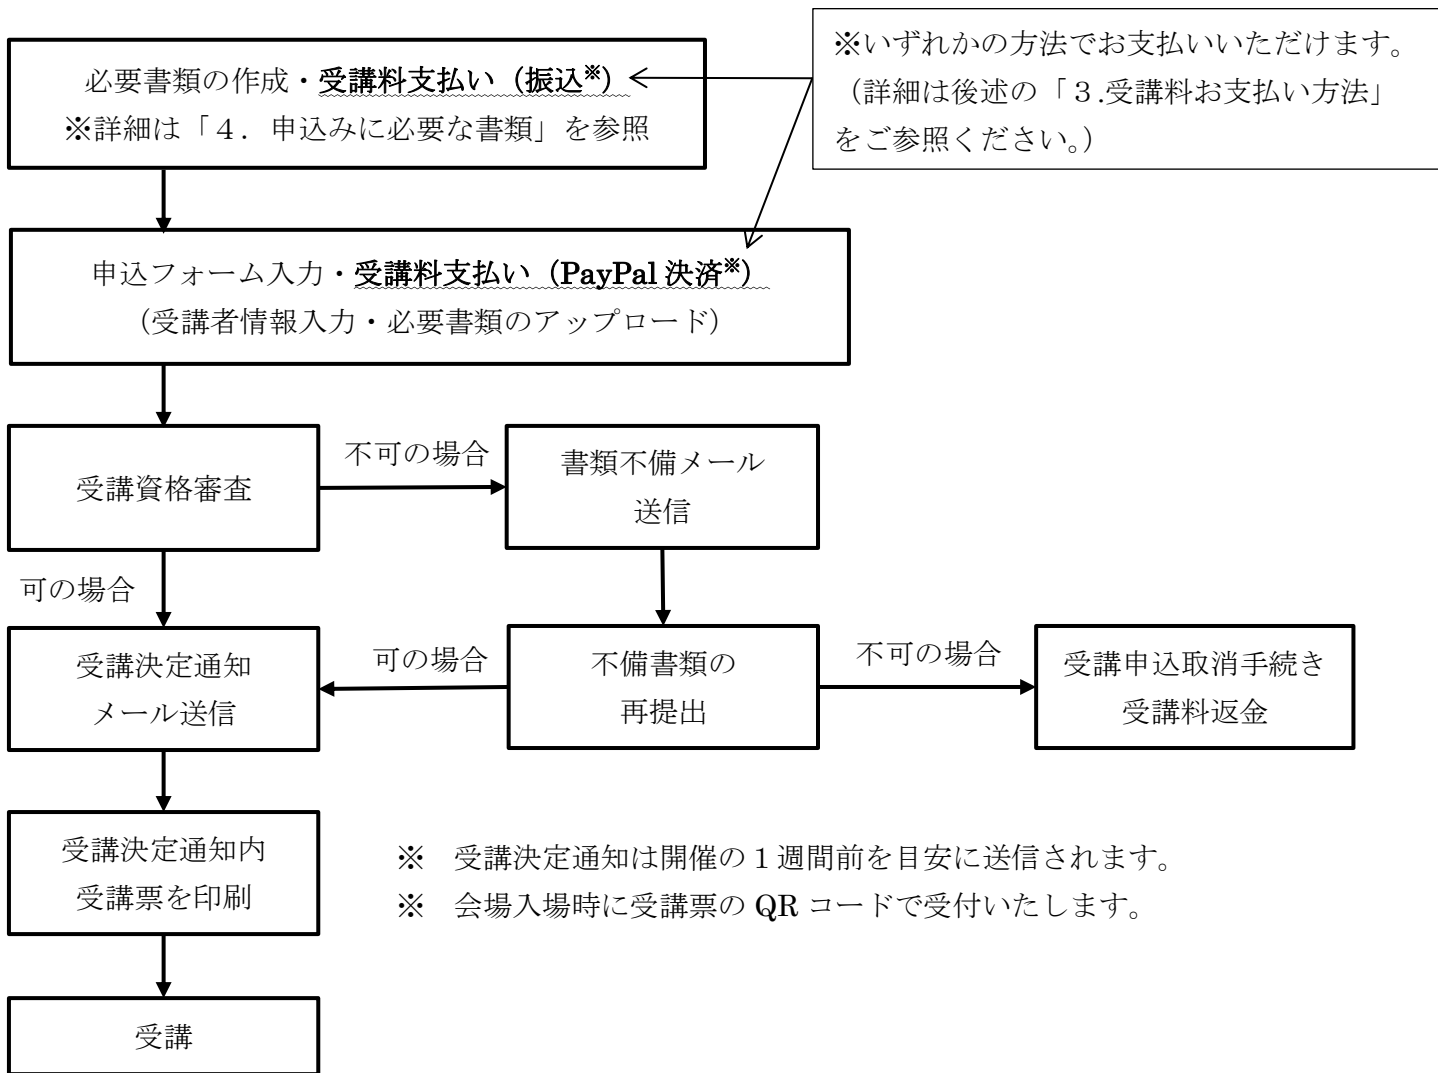 必要書類の作成・受講料支払い（振込※）
※詳細は「４．申込みに必要な書類」を参照
※いずれかの方法でお支払いいただけます。
（詳細は後述の「３.受講料お支払い方法」
をご参照ください。）
申込フォーム入力・受講料支払い（PayPal 決済※）
（受講者情報入力・必要書類のアップロード）
受講資格審査
不可の場合
書類不備メール
送信
可の場合
受講決定通知
メール送信
可の場合
不備書類の
再提出
不可の場合
受講申込取消手続き
受講料返金
受講決定通知内
受講票を印刷
※　受講決定通知は開催の１週間前を目安に送信されます。
※　会場入場時に受講票の QR コードで受付いたします。
受講